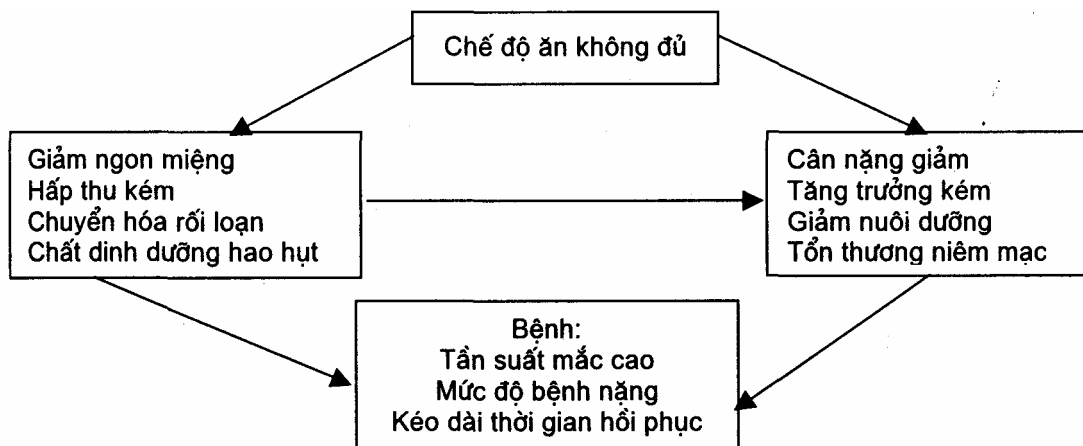 Chế độ ăn không đủ
Giảm ngon miệng
Hấp thu kém
Chuyển hóa rối loạn
Chất dinh dưỡng hao hụt
Cân nặng giảm
Tăng trưởng kém
Giảm nuôi dưỡng
Tổn thương niêm mạc
Bệnh:
Tần suất mắc cao
Mức độ bệnh nặng
Kéo dài thời gian hồi phục